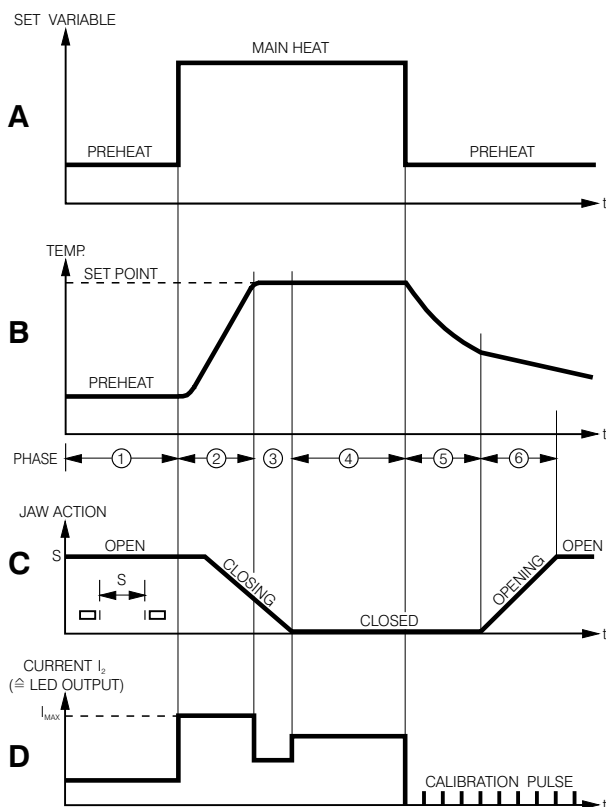 SET VARIABLE
MAIN HEAT
A
PREHEAT
PREHEAT
t
TEMP.
SET POINT
B
PREHEAT
t
PHASE 1 2 3 4 5 6
JAW ACTION
S OPEN
OPEN
C
S
CLOSING
OPENING
CLOSED
t
CURRENT I₂
(≙ LED OUTPUT)
I_MAX
D
CALIBRATION PULSE
t